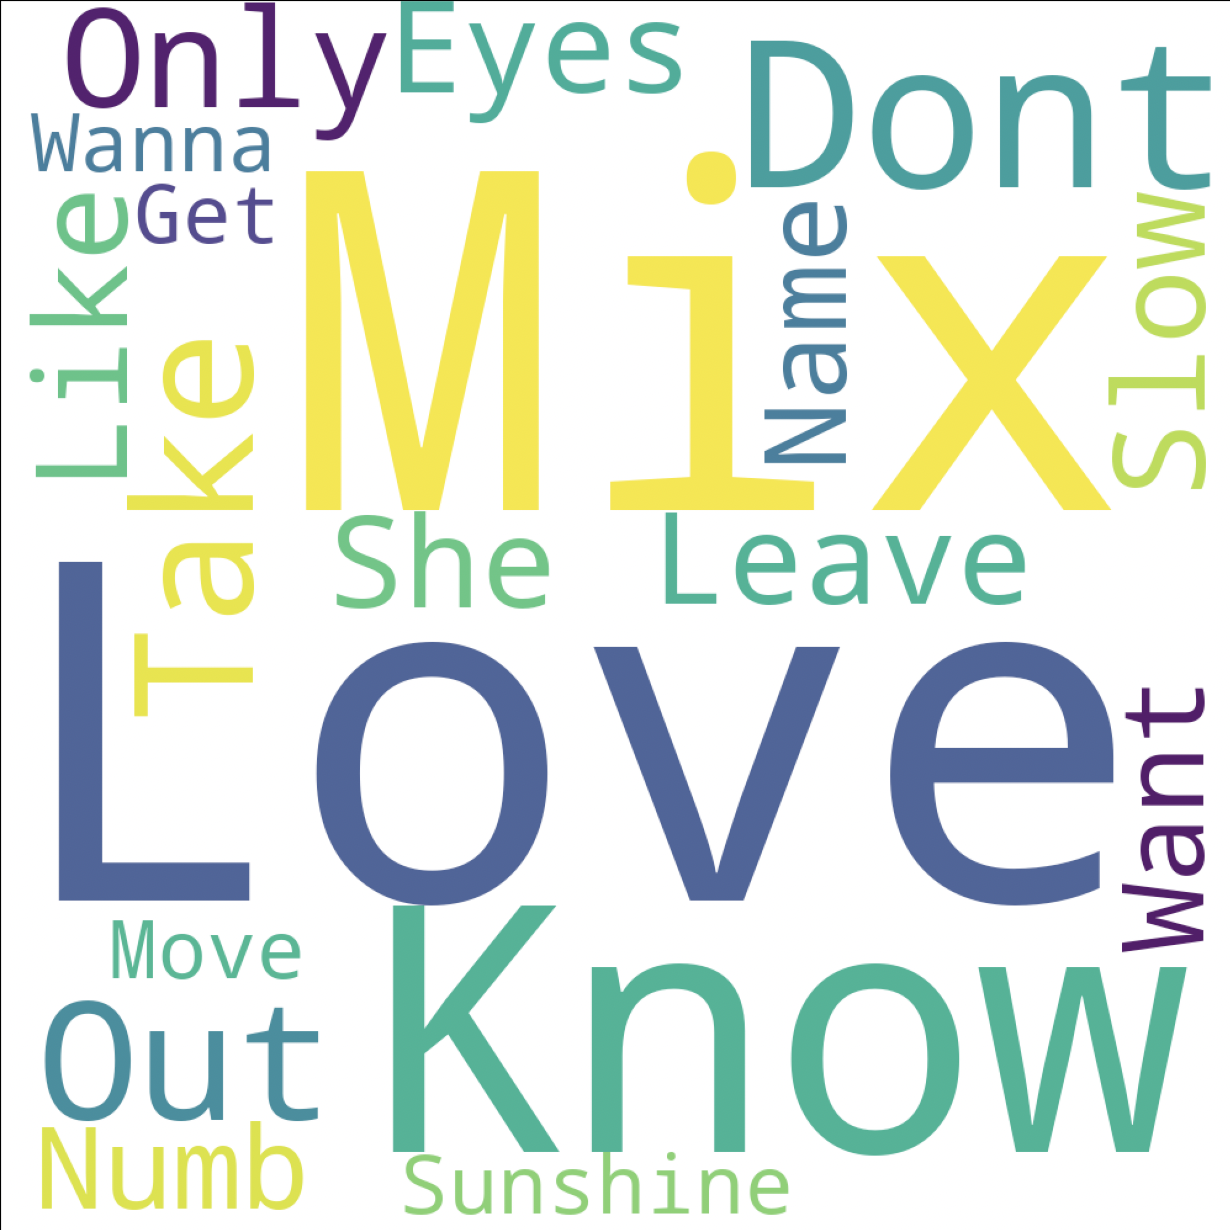 Only
Eyes
Dont
Wanna
Get
Like
Take
Mix
Name
Slow
She
Leave
Love
Want
Know
Move
Out
Numb
Sunshine